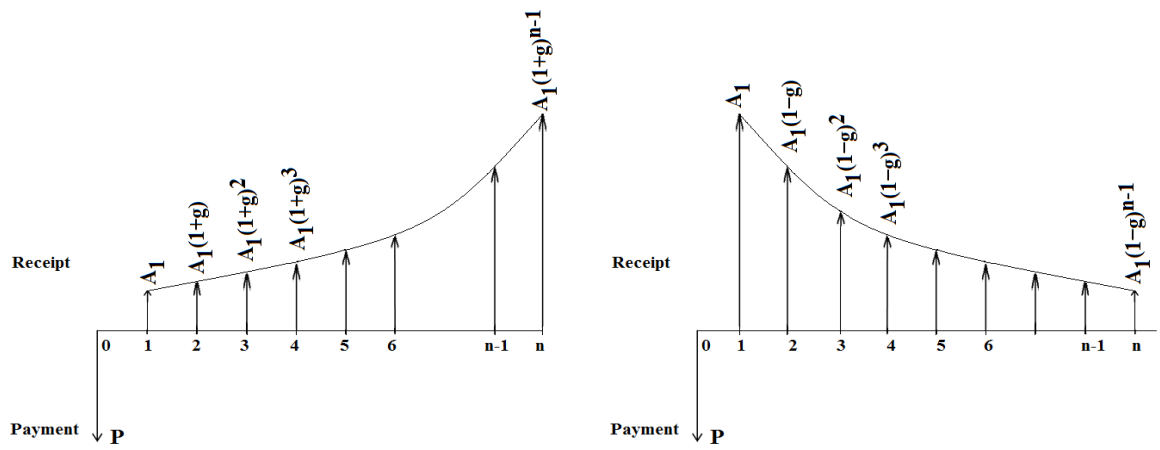 A₁
A₁(1+g)
A₁(1+g)²
A₁(1+g)³
A₁(1+g)ⁿ⁻¹
Receipt
0 1 2 3 4 5 6 n-1 n
Payment
P
A₁
A₁(1−g)
A₁(1−g)²
A₁(1−g)³
A₁(1−g)ⁿ⁻¹
Receipt
0 1 2 3 4 5 6 n-1 n
Payment
P